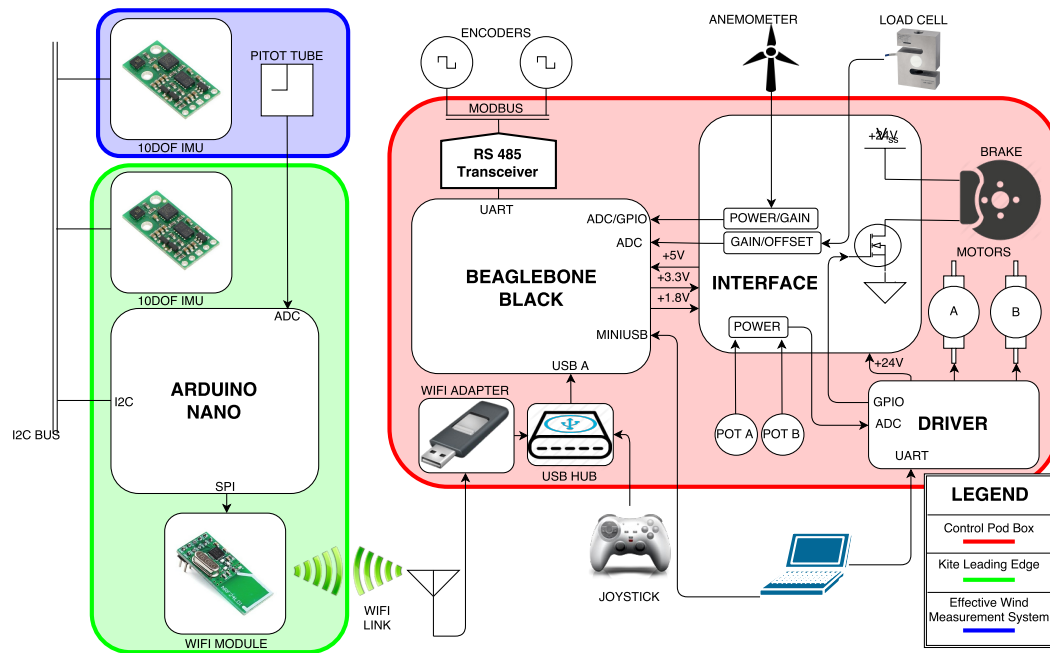 PITOT TUBE
10DOF IMU
10DOF IMU
ADC
ARDUINO
NANO
I2C
I2C BUS
SPI
WIFI MODULE
WIFI
LINK
ENCODERS
MODBUS
RS 485
Transceiver
UART
BEAGLEBONE
BLACK
ADC/GPIO
ADC
+5V
+3.3V
+1.8V
MINIUSB
USB A
WIFI ADAPTER
USB HUB
JOYSTICK
ANEMOMETER
LOAD CELL
POWER/GAIN
GAIN/OFFSET
INTERFACE
POWER
POT A
POT B
+24V
BRAKE
MOTORS
A
B
+24V
GPIO
ADC
DRIVER
UART
LEGEND
Control Pod Box
Kite Leading Edge
Effective Wind
Measurement System